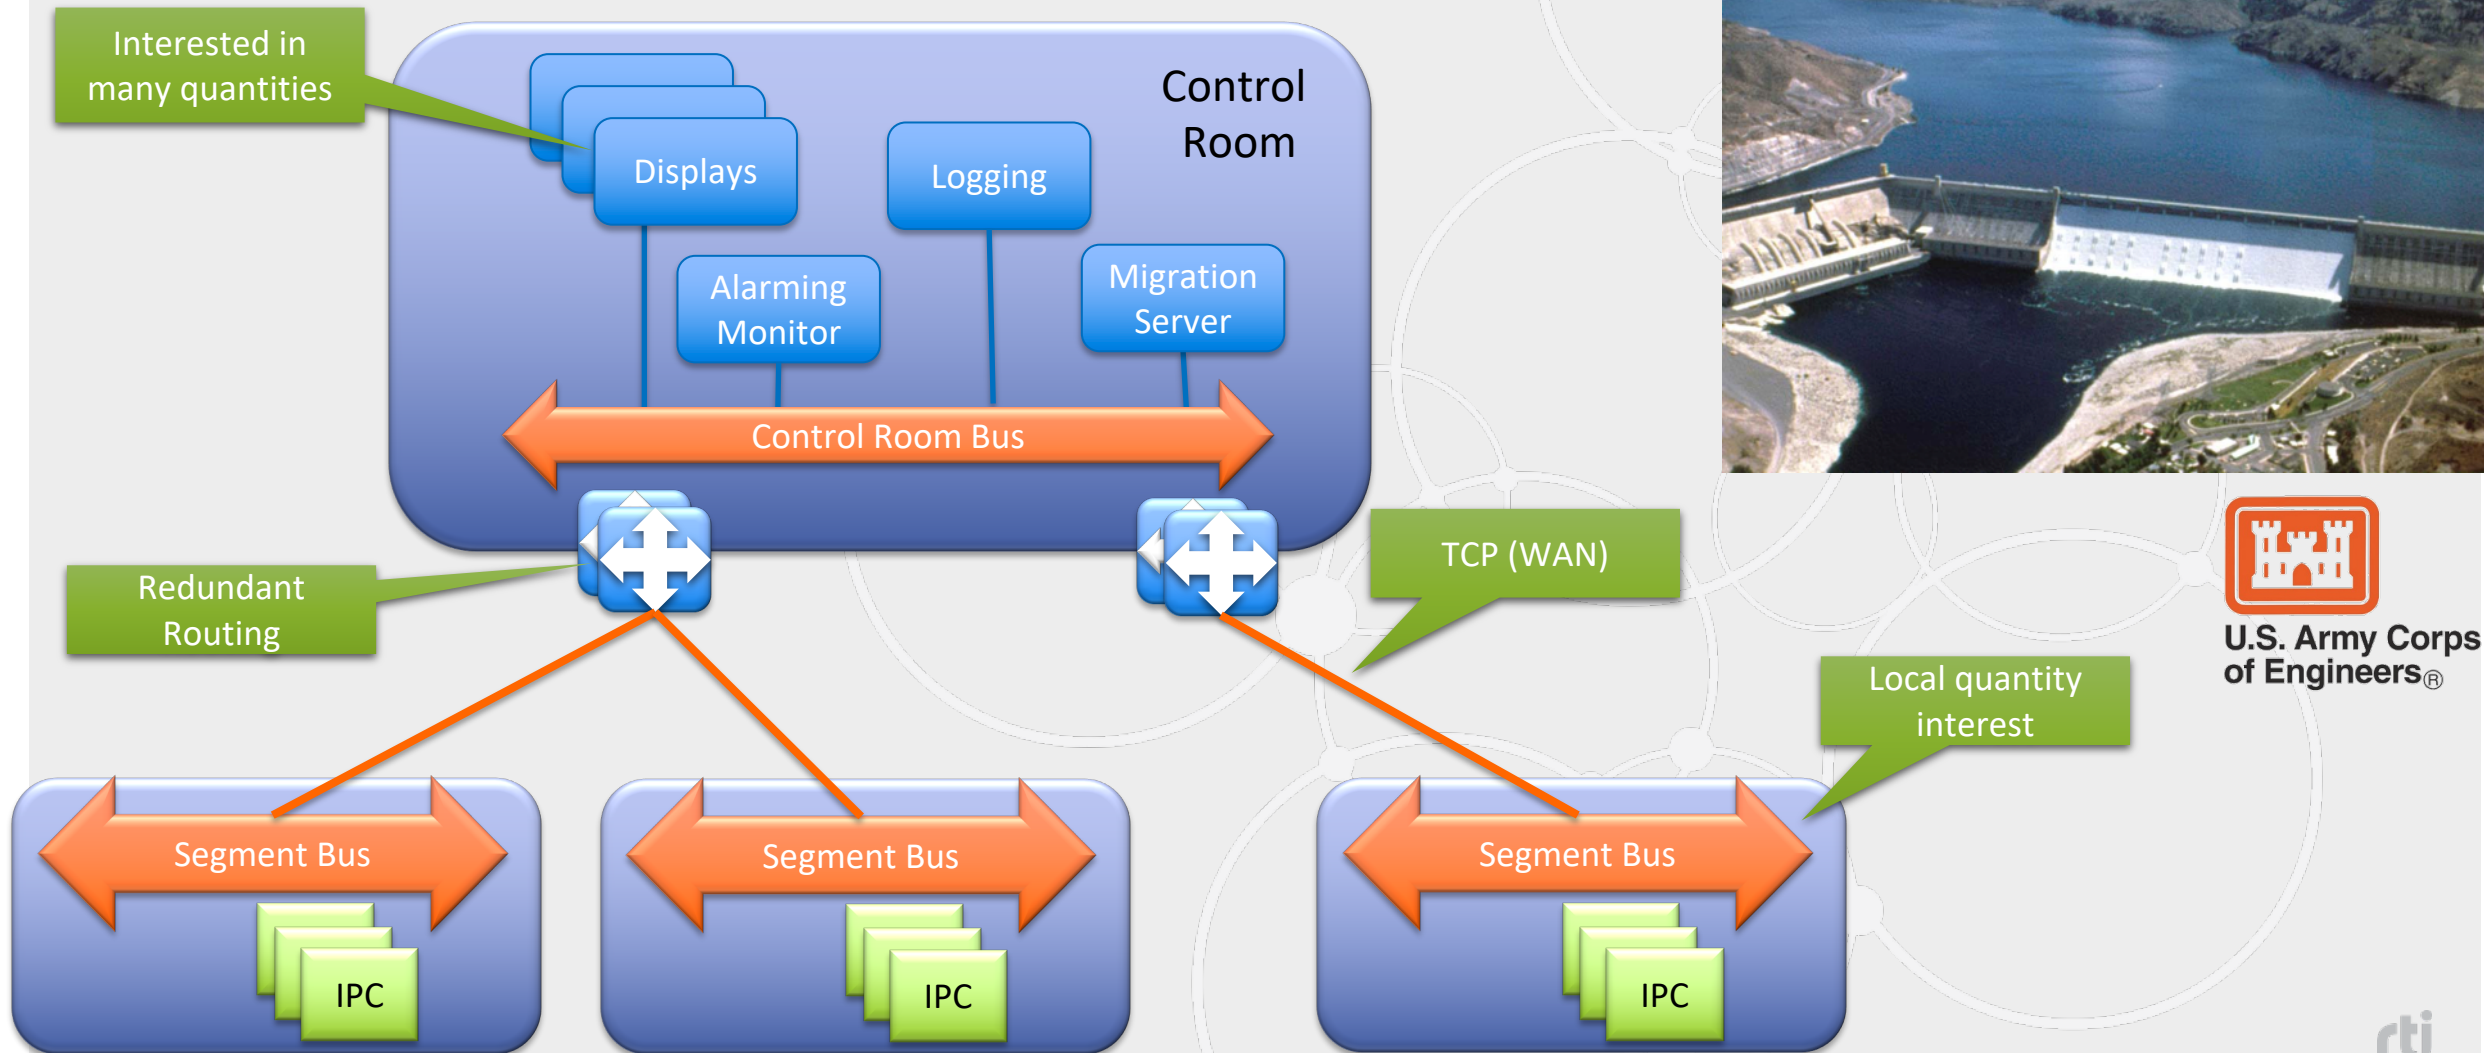 Interested in
many quantities
Control
Room
Displays
Logging
Alarming
Monitor
Migration
Server
Control Room Bus
Redundant
Routing
TCP (WAN)
U.S. Army Corps
of Engineers®
Local quantity
interest
Segment Bus
IPC
Segment Bus
IPC
Segment Bus
IPC
rti